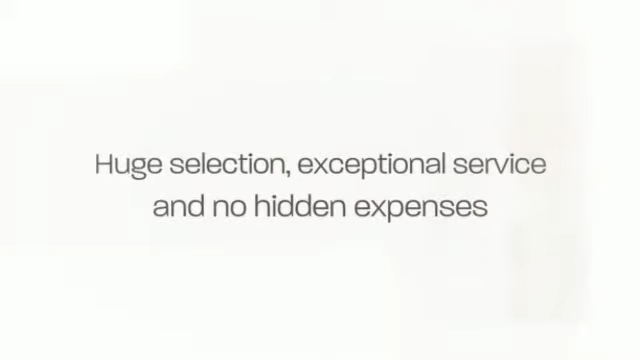 Huge selection, exceptional service
and no hidden expenses